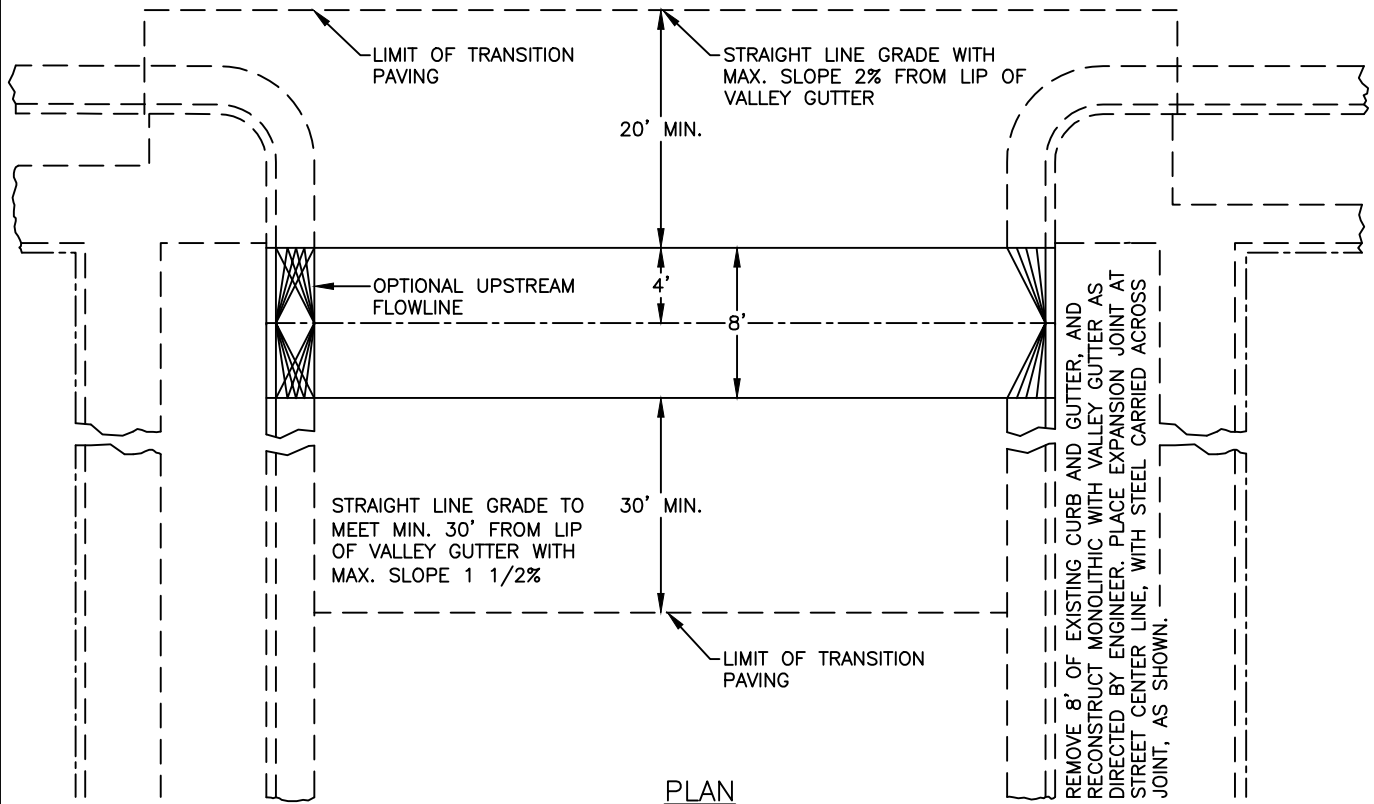 LIMIT OF TRANSITION
PAVING
STRAIGHT LINE GRADE WITH
MAX. SLOPE 2% FROM LIP OF
VALLEY GUTTER
20' MIN.
OPTIONAL UPSTREAM
FLOWLINE
4'
8'
STRAIGHT LINE GRADE TO
MEET MIN. 30' FROM LIP
OF VALLEY GUTTER WITH
MAX. SLOPE 1 1/2%
30' MIN.
LIMIT OF TRANSITION
PAVING
REMOVE 8' OF EXISTING CURB AND GUTTER, AND
RECONSTRUCT MONOLITHIC WITH VALLEY GUTTER AS
DIRECTED BY ENGINEER. PLACE EXPANSION JOINT AT
STREET CENTER LINE, WITH STEEL CARRIED ACROSS
JOINT, AS SHOWN.
PLAN